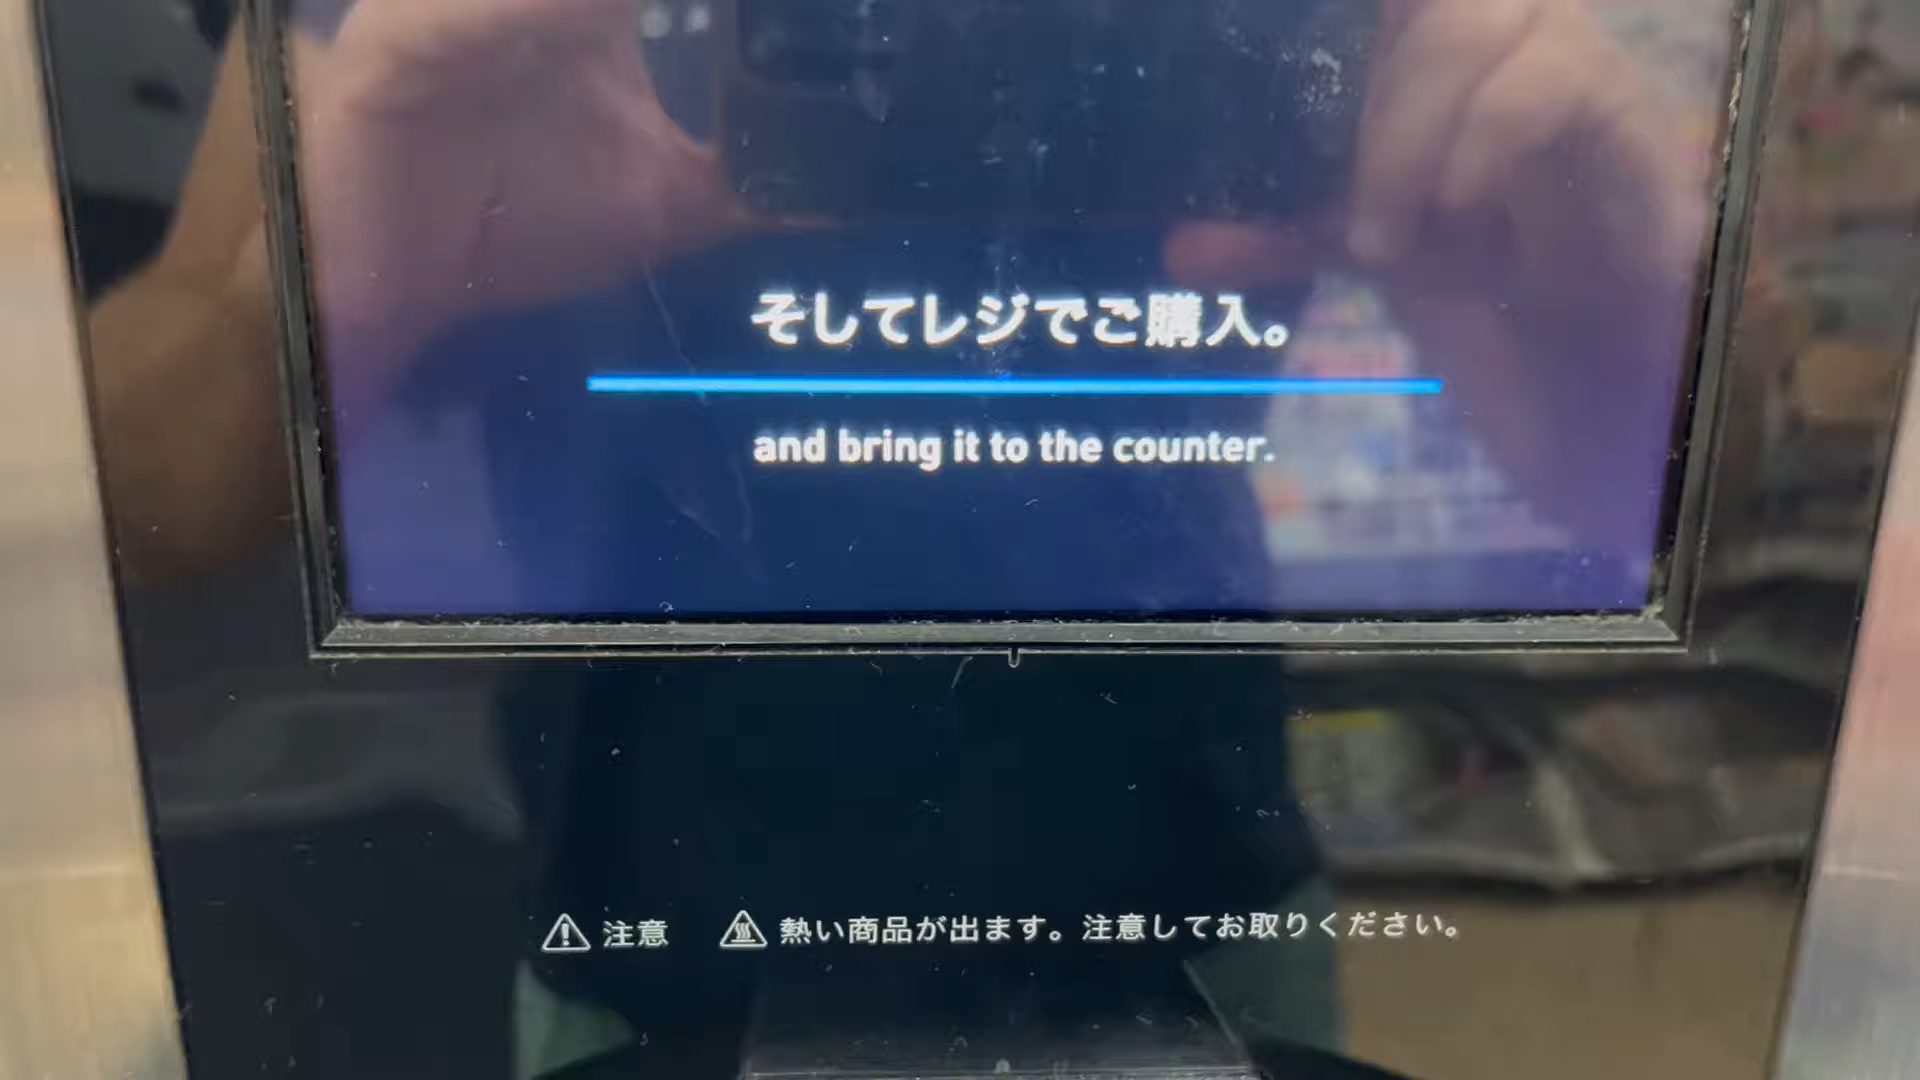 そしてレジでご購入。
and bring it to the counter.
注意 熱い商品が出ます。注意してお取りください。